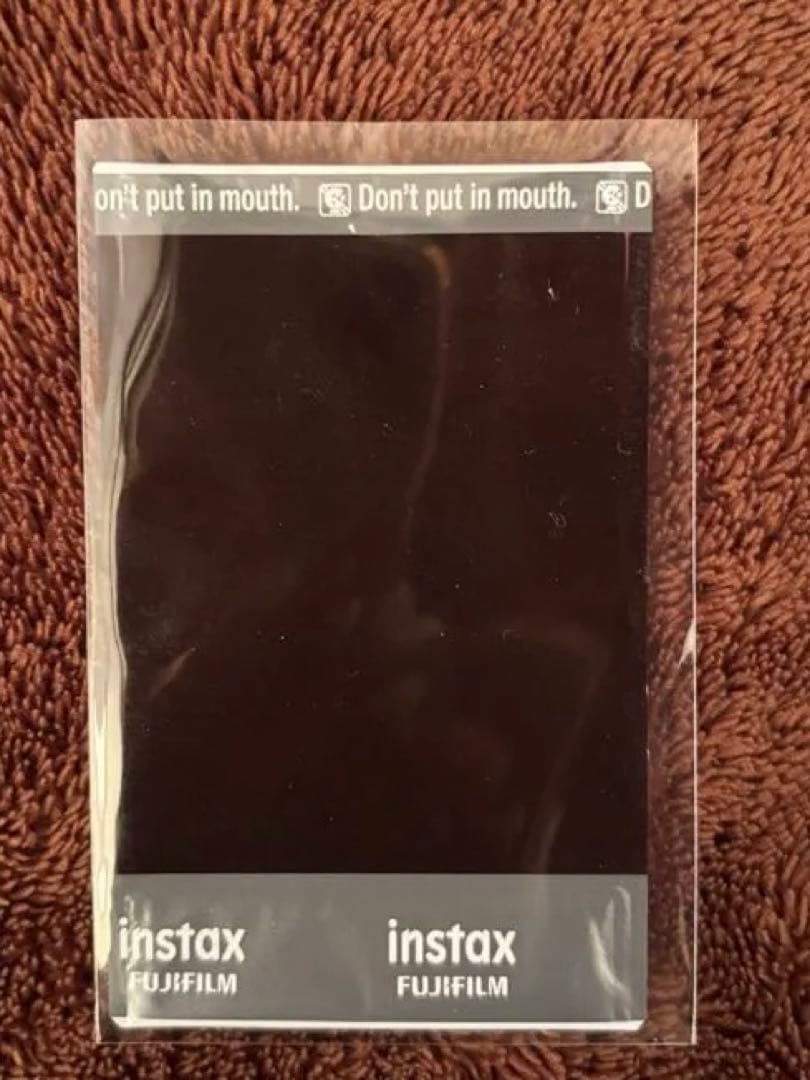 on't put in mouth. Don't put in mouth. D
instax instax
FUJIFILM FUJIFILM